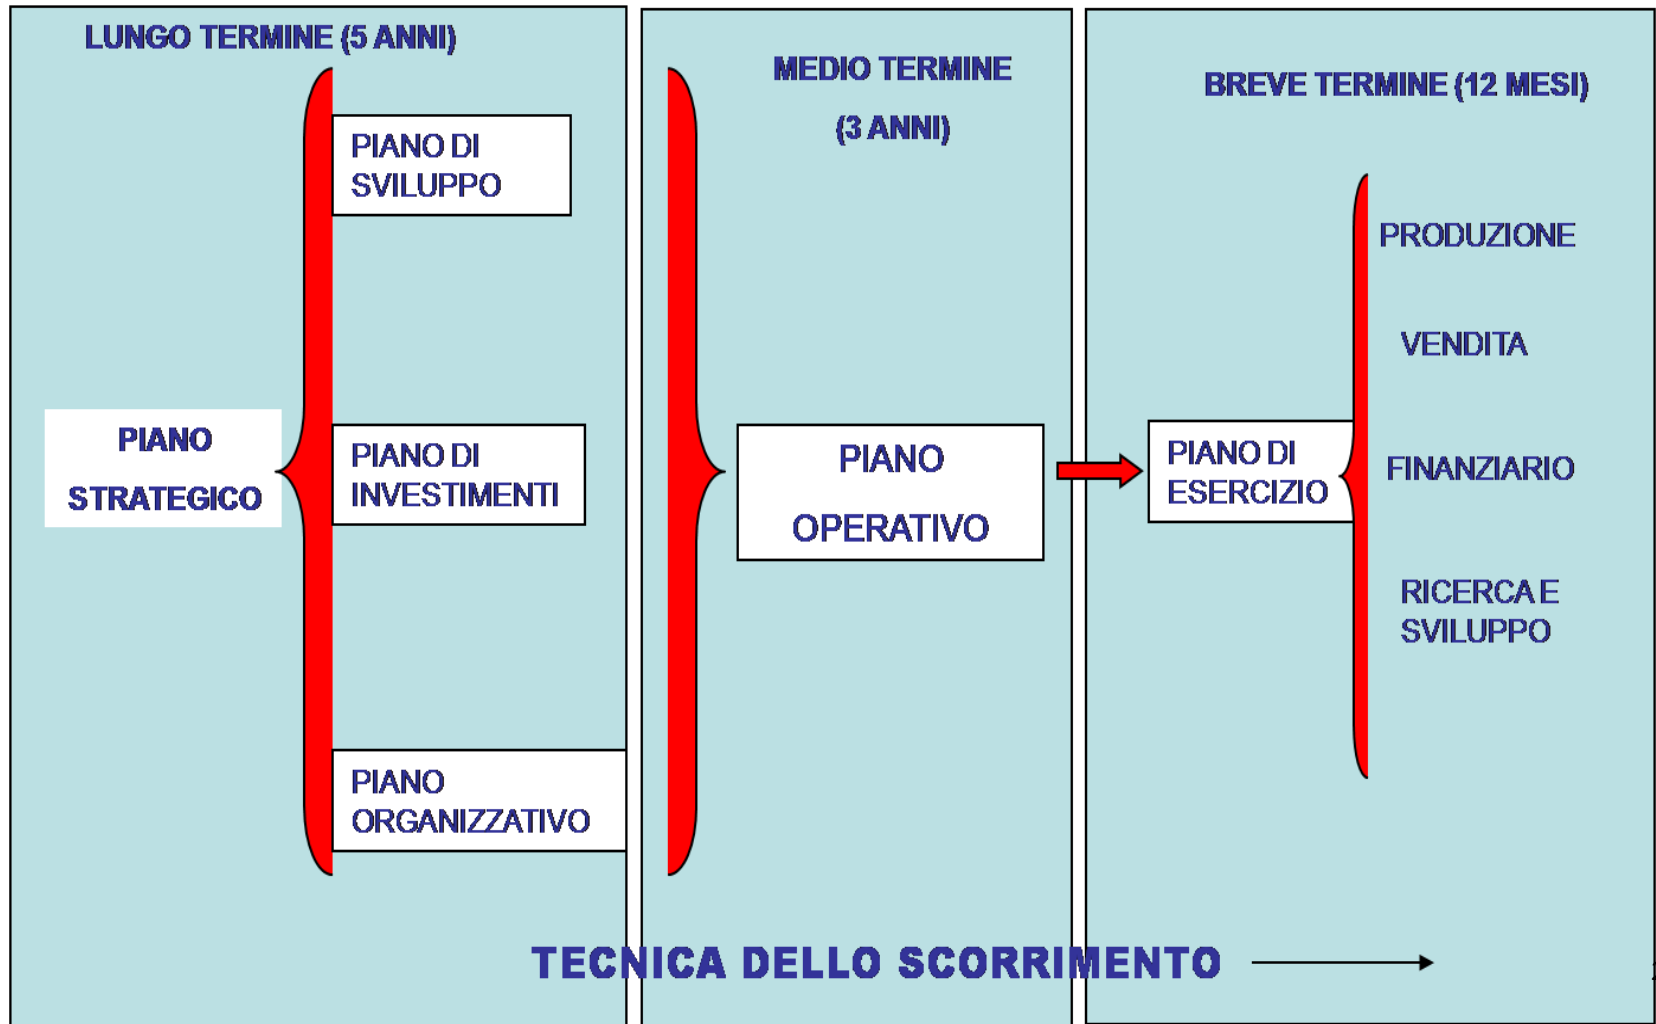 LUNGO TERMINE (5 ANNI)
PIANO DI
SVILUPPO
PIANO
STRATEGICO
PIANO DI
INVESTIMENTI
PIANO
ORGANIZZATIVO
MEDIO TERMINE
(3 ANNI)
PIANO
OPERATIVO
BREVE TERMINE (12 MESI)
PIANO DI
ESERCIZIO
PRODUZIONE
VENDITA
FINANZIARIO
RICERCA E
SVILUPPO
TECNICA DELLO SCORRIMENTO